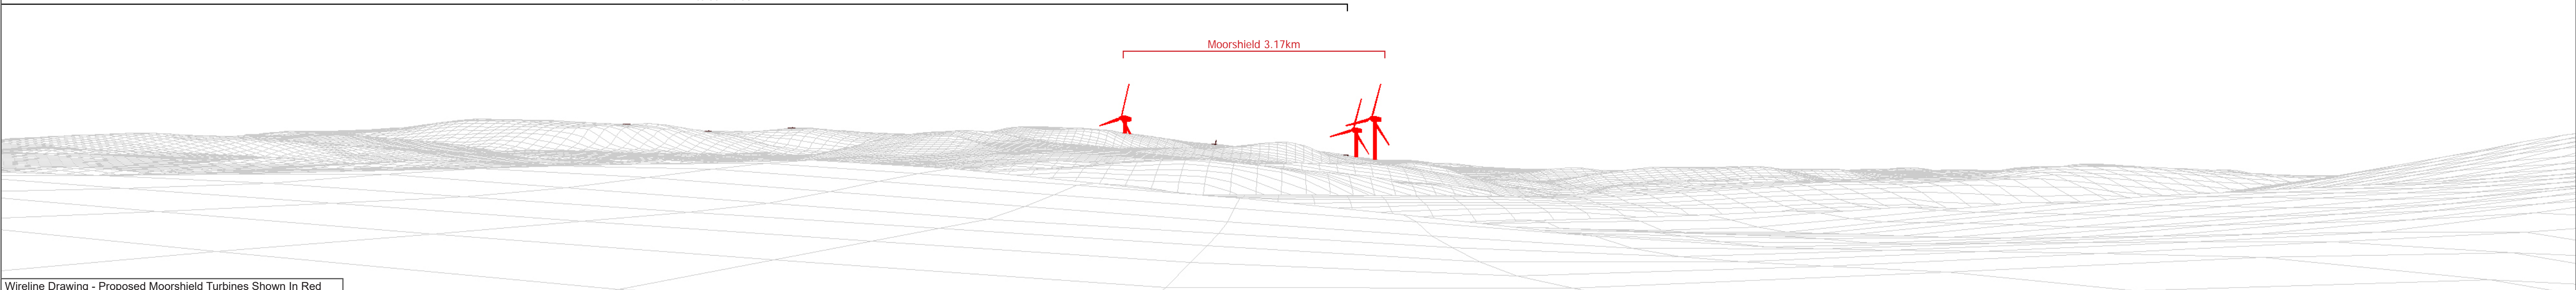 Moorshield 3.17km
Wireline Drawing - Proposed Moorshield Turbines Shown In Red